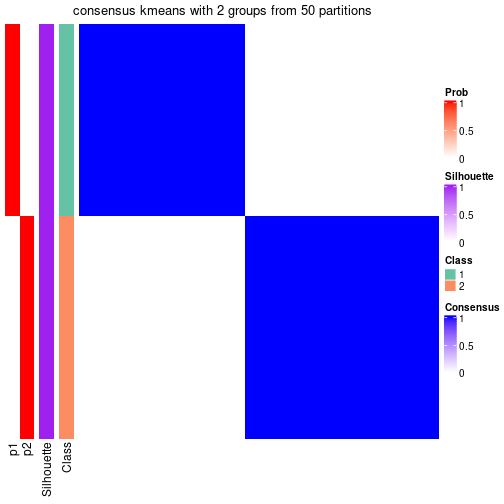 consensus kmeans with 2 groups from 50 partitions
Prob
1
0.5
0
Silhouette
1
0.5
0
Class
1
2
Consensus
1
0.5
0
p1
p2
Silhouette
Class